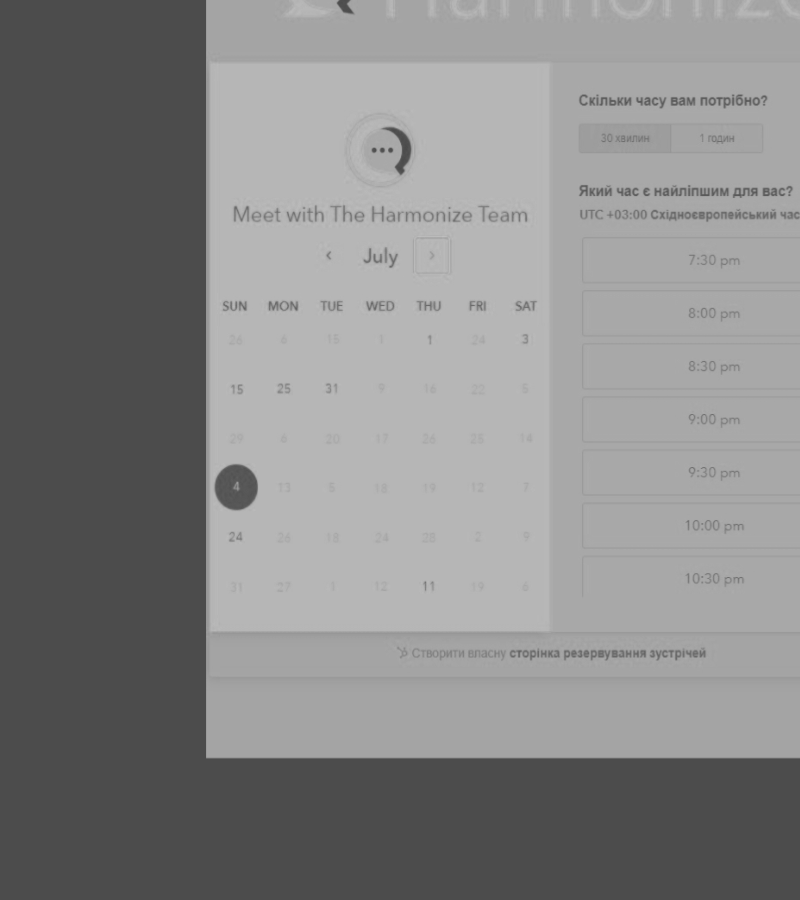 Harmonize
Meet with The Harmonize Team
‹ July ›
SUN MON TUE WED THU FRI SAT
26 8 15 1 1 24 3
15 25 31 9 16 22 5
29 6 20 17 26 28 14
4 13 5 18 19 12 7
24 26 18 24 28 2 9
31 27 1 12 11 19 6
Скільки часу вам потрібно?
30 хвилин 1 годин
Який час є найліпшим для вас?
UTC +03:00 Східноєвропейський час
7:30 pm
8:00 pm
8:30 pm
9:00 pm
9:30 pm
10:00 pm
10:30 pm
Створити власну сторінка резервування зустрічей